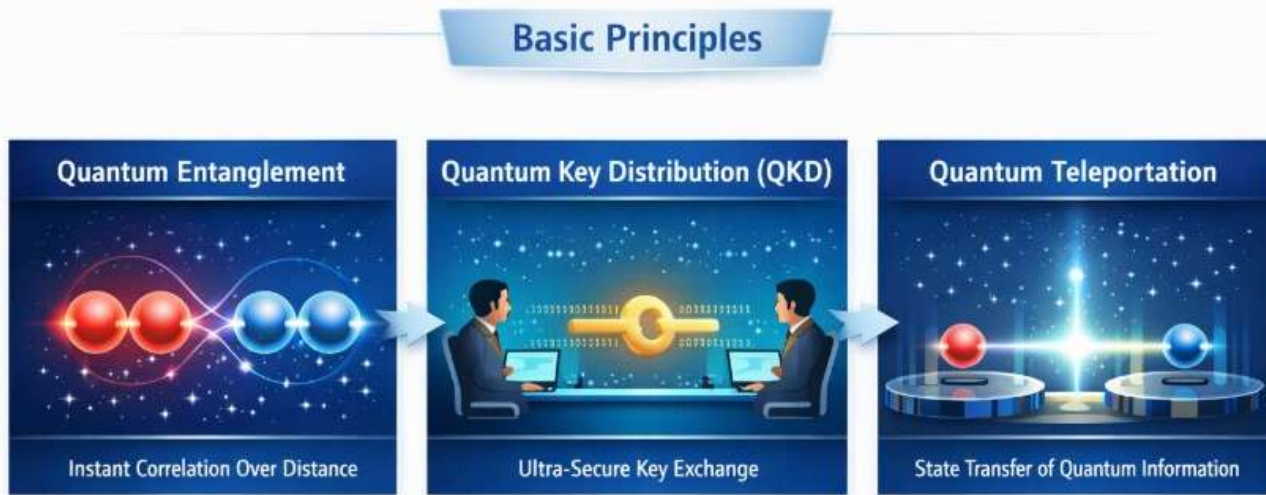 Basic Principles
Quantum Entanglement
Instant Correlation Over Distance
Quantum Key Distribution (QKD)
Ultra-Secure Key Exchange
Quantum Teleportation
State Transfer of Quantum Information